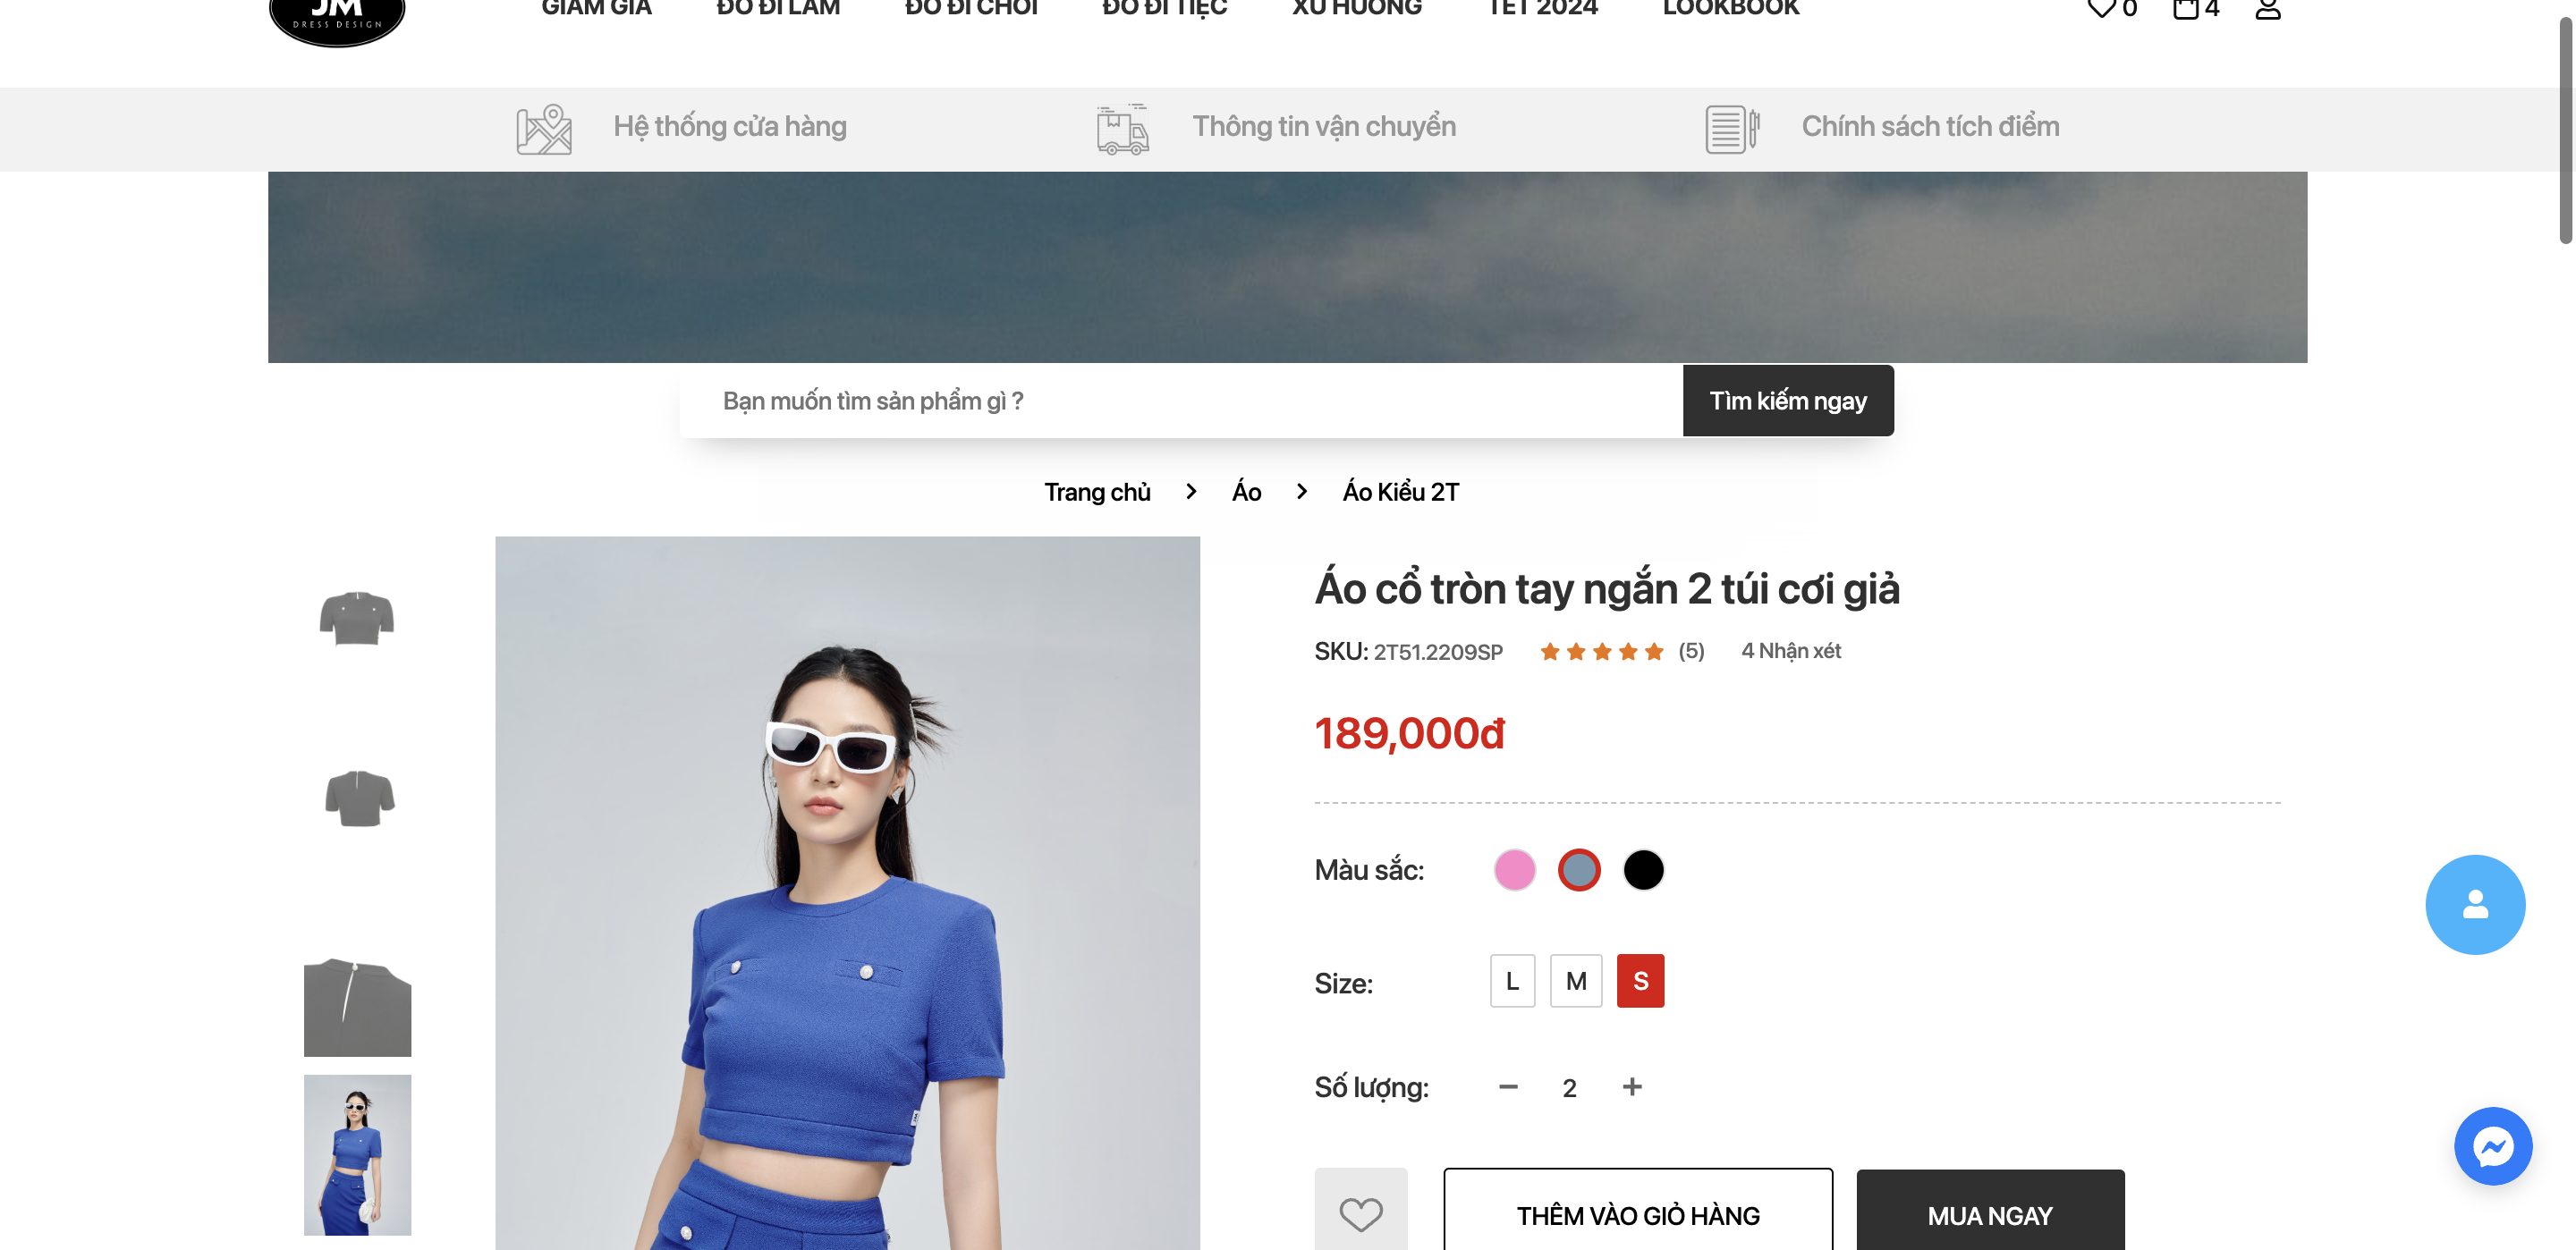 JM
DRESS DESIGN
GIẢM GIÁ
ĐỒ ĐI LÀM
ĐỒ ĐI CHƠI
ĐỒ ĐI TIỆC
XU HƯỚNG
TẾT 2024
LOOKBOOK
0
4
Hệ thống cửa hàng
Thông tin vận chuyển
Chính sách tích điểm
Bạn muốn tìm sản phẩm gì ?
Tìm kiếm ngay
Trang chủ > Áo > Áo Kiểu 2T
Áo cổ tròn tay ngắn 2 túi cơi giả
SKU: 2T51.2209SP (5) 4 Nhận xét
189,000đ
Màu sắc:
Size: L M S
Số lượng: − 2 +
THÊM VÀO GIỎ HÀNG
MUA NGAY